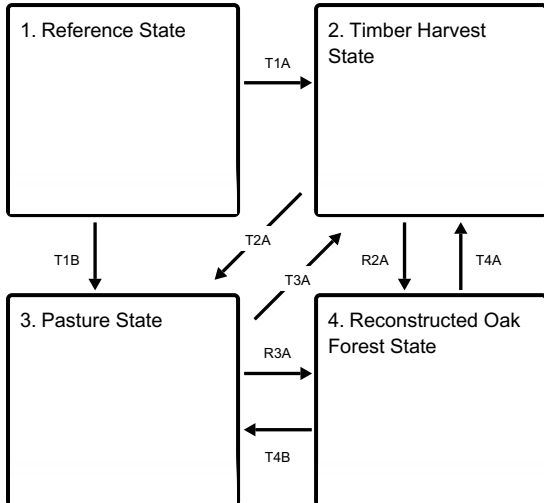 1. Reference State
2. Timber Harvest
State
T1A
T1B
T2A
T3A
R2A
T4A
3. Pasture State
4. Reconstructed Oak
Forest State
R3A
T4B